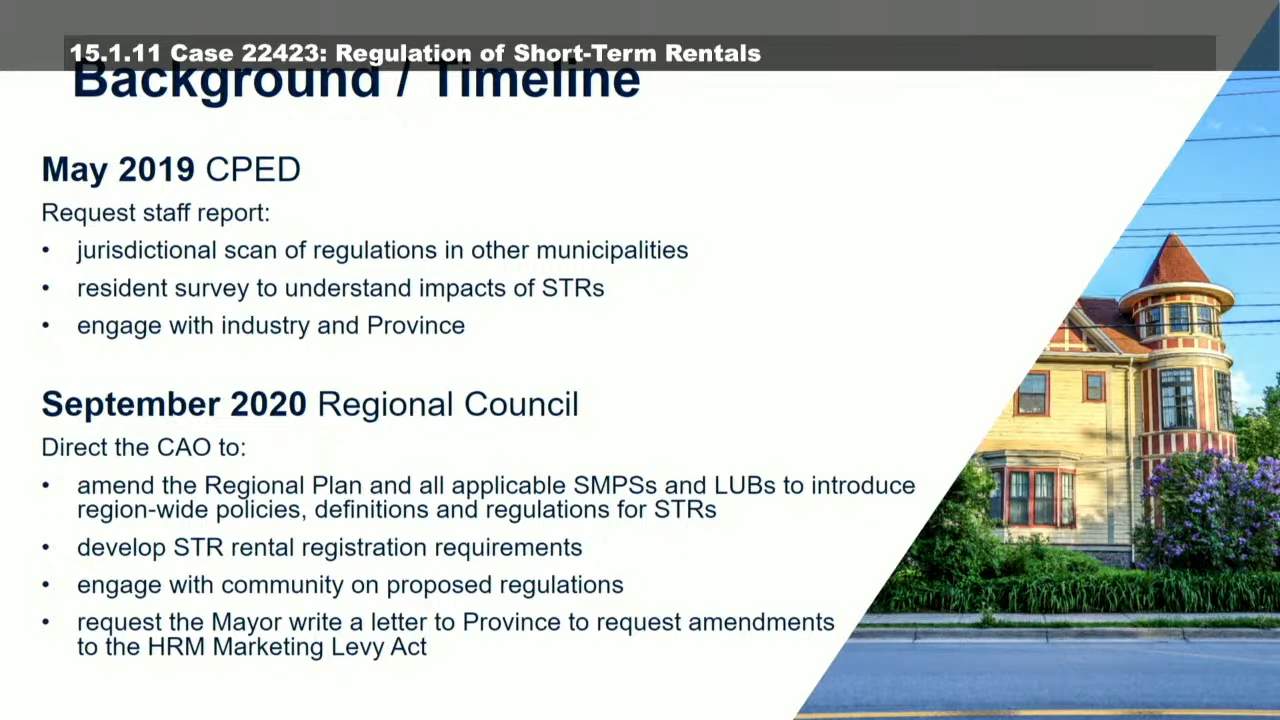 15.1.11 Case 22423: Regulation of Short-Term Rentals
Background / Timeline
May 2019 CPED
Request staff report:
• jurisdictional scan of regulations in other municipalities
• resident survey to understand impacts of STRs
• engage with industry and Province
September 2020 Regional Council
Direct the CAO to:
• amend the Regional Plan and all applicable SMPSs and LUBs to introduce
region-wide policies, definitions and regulations for STRs
• develop STR rental registration requirements
• engage with community on proposed regulations
• request the Mayor write a letter to Province to request amendments
to the HRM Marketing Levy Act